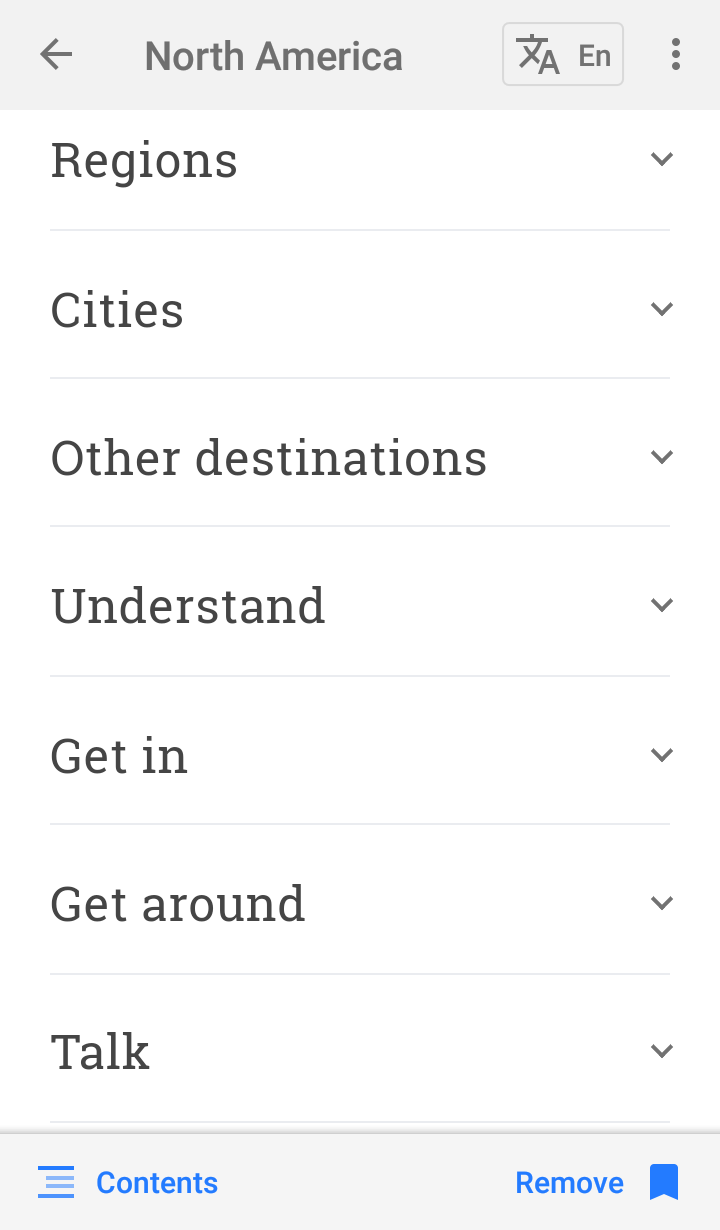 North America
En
Regions
Cities
Other destinations
Understand
Get in
Get around
Talk
Contents
Remove